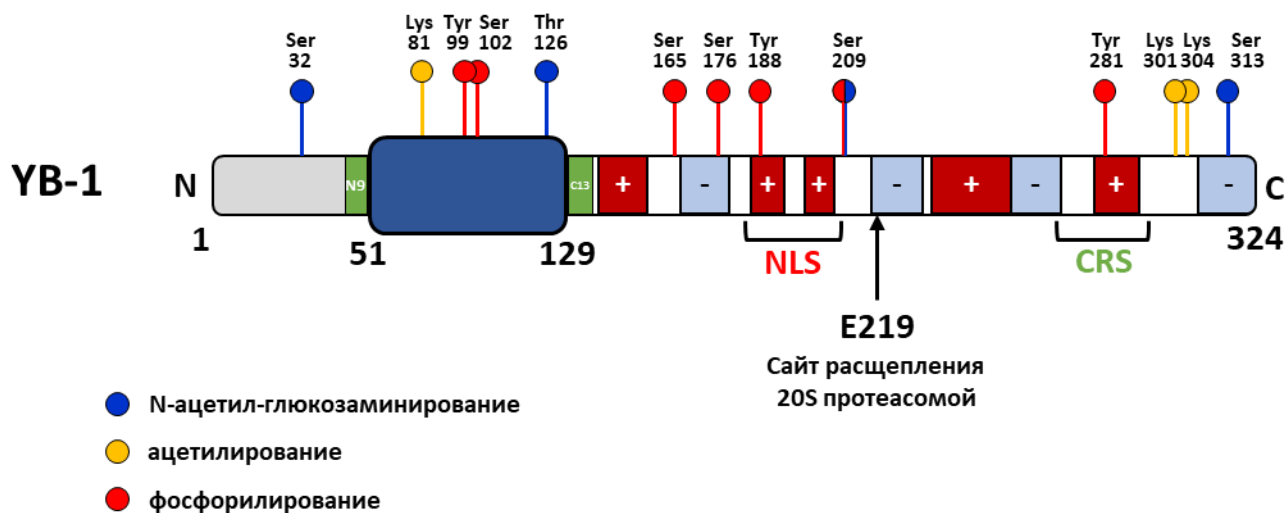 Lys Tyr Ser Thr
Ser 81 99 102 126 Ser Ser Tyr Ser Tyr Lys Lys Ser
32 165 176 188 209 281 301 304 313
YB-1 N N9 C13 + - + + - + - + - C
1 51 129 NLS CRS 324
E219
Сайт расщепления
20S протеасомой
N-ацетил-глюкозаминирование
ацетилирование
фосфорилирование